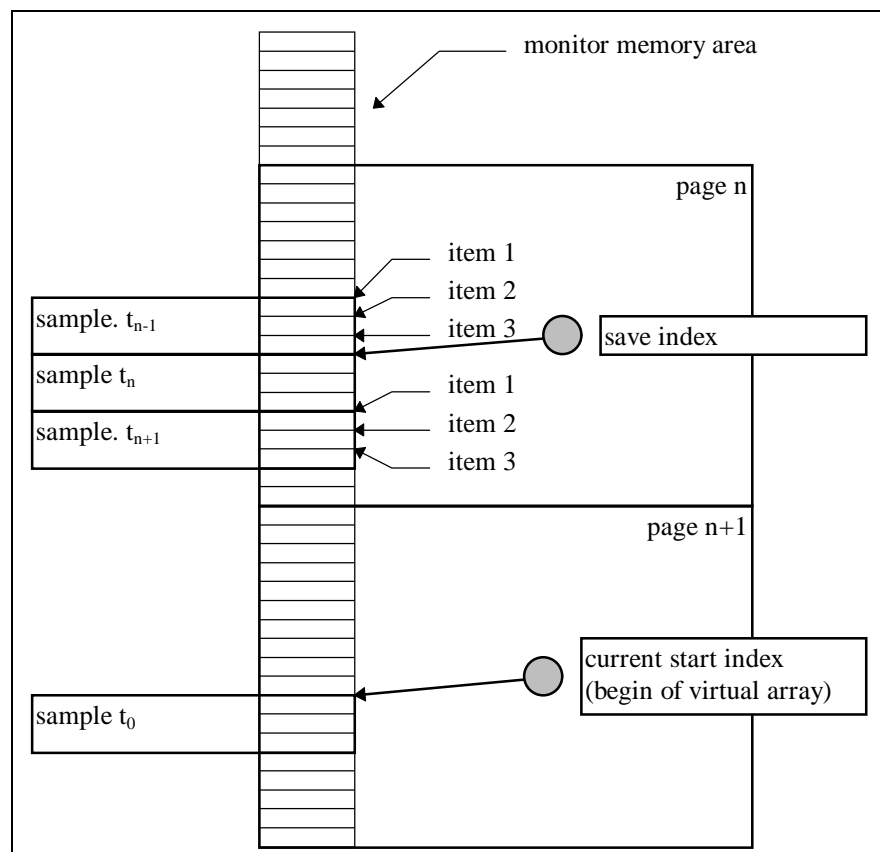 monitor memory area
page n
item 1
item 2
sample. tn-1
item 3
save index
sample tn
item 1
sample. tn+1
item 2
item 3
page n+1
current start index
(begin of virtual array)
sample t0